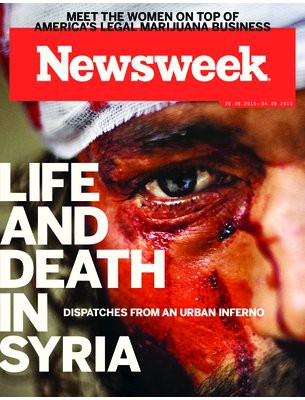 MEET THE WOMEN ON TOP OF
AMERICA'S LEGAL MARIJUANA BUSINESS
Newsweek
28.08.2015–04.09.2015
LIFE
AND
DEATH
IN
SYRIA
DISPATCHES FROM AN URBAN INFERNO